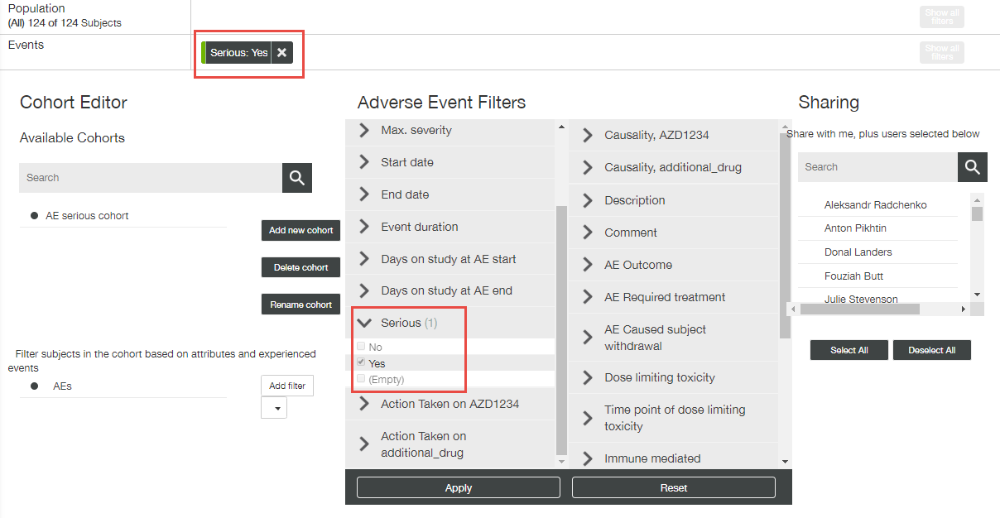 Population
(All) 124 of 124 Subjects
Show all
filters
Events
Serious: Yes
Show all
filters
Cohort Editor
Available Cohorts
Search
AE serious cohort
Add new cohort
Delete cohort
Rename cohort
Filter subjects in the cohort based on attributes and experienced
events
AEs
Add filter
Adverse Event Filters
Max. severity
Start date
End date
Event duration
Days on study at AE start
Days on study at AE end
Serious (1)
No
Yes
(Empty)
Action Taken on AZD1234
Action Taken on
additional_drug
Causality, AZD1234
Causality, additional_drug
Description
Comment
AE Outcome
AE Required treatment
AE Caused subject
withdrawal
Dose limiting toxicity
Time point of dose limiting
toxicity
Immune mediated
Apply
Reset
Sharing
Share with me, plus users selected below
Search
Aleksandr Radchenko
Anton Pikhtin
Donal Landers
Fouziah Butt
Julie Stevenson
Select All
Deselect All